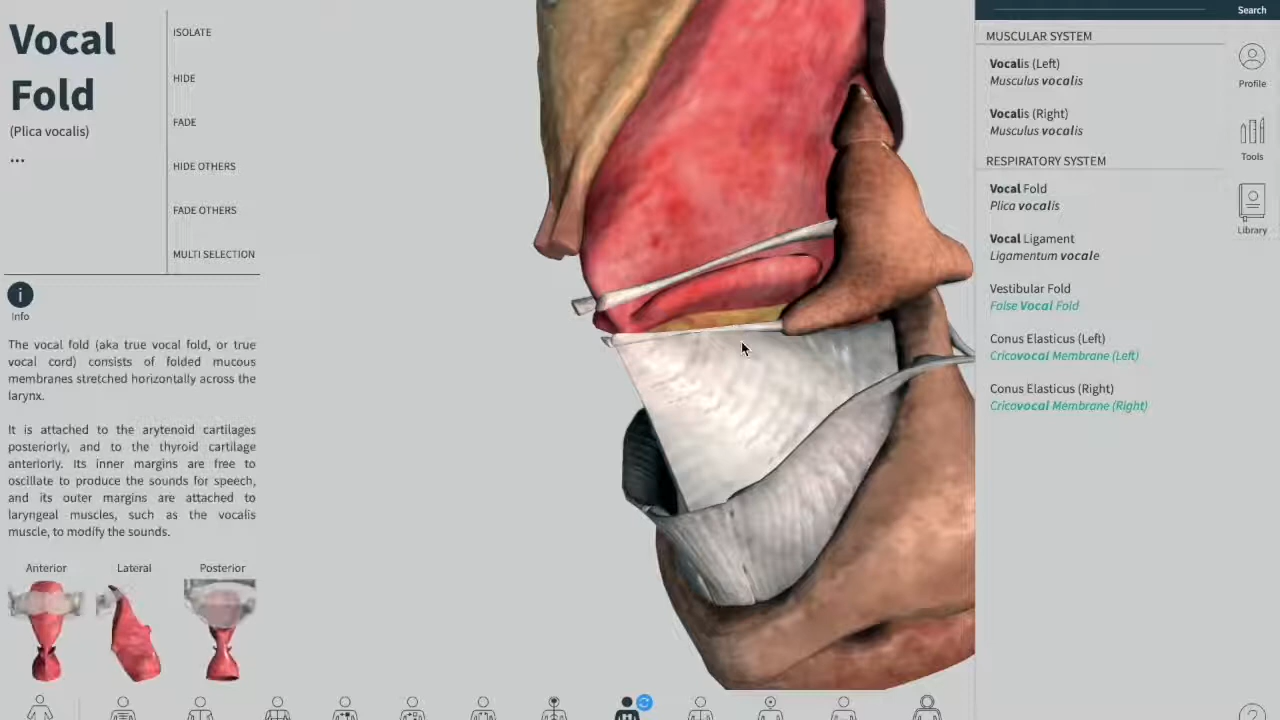 Vocal
Fold
(Plica vocalis)
...
ISOLATE
HIDE
FADE
HIDE OTHERS
FADE OTHERS
MULTI SELECTION
i
Info
The vocal fold (aka true vocal fold, or true
vocal cord) consists of folded mucous
membranes stretched horizontally across the
larynx.
It is attached to the arytenoid cartilages
posteriorly, and to the thyroid cartilage
anteriorly. Its inner margins are free to
oscillate to produce the sounds for speech,
and its outer margins are attached to
laryngeal muscles, such as the vocalis
muscle, to modify the sounds.
Anterior
Lateral
Posterior
MUSCULAR SYSTEM
Vocalis (Left)
Musculus vocalis
Vocalis (Right)
Musculus vocalis
RESPIRATORY SYSTEM
Vocal Fold
Plica vocalis
Vocal Ligament
Ligamentum vocale
Vestibular Fold
False Vocal Fold
Conus Elasticus (Left)
Cricovocal Membrane (Left)
Conus Elasticus (Right)
Cricovocal Membrane (Right)
Search
Profile
Tools
Library
?